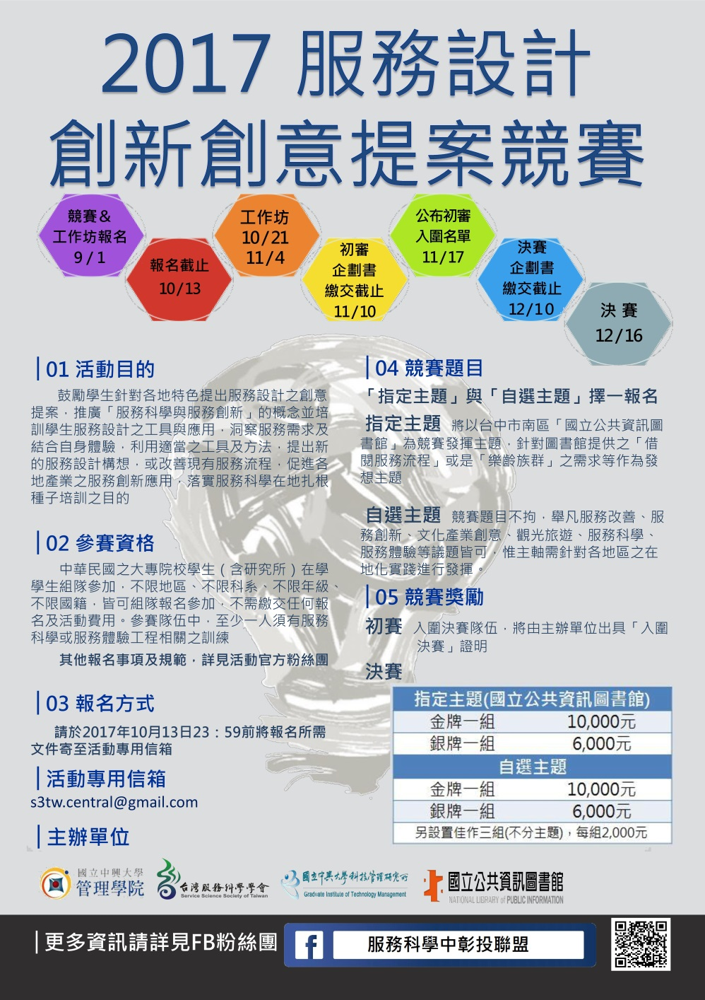 2017 服務設計
創新創意提案競賽
競賽＆
工作坊報名
9/1
報名截止
10/13
工作坊
10/21
11/4
初審
企劃書
繳交截止
11/10
公布初審
入圍名單
11/17
決賽
企劃書
繳交截止
12/10
決賽
12/16
01 活動目的
鼓勵學生針對各地特色提出服務設計之創意
提案，推廣「服務科學與服務創新」的概念並培
訓學生服務設計之工具與應用，洞察服務需求及
結合自身體驗，利用適當之工具及方法，提出新
的服務設計構想，或改善現有服務流程，促進各
地產業之服務創新應用，落實服務科學在地扎根
種子培訓之目的
02 參賽資格
中華民國之大專院校學生（含研究所）在學
學生組隊參加，不限地區、不限科系、不限年級、
不限國籍，皆可組隊報名參加，不需繳交任何報
名及活動費用。參賽隊伍中，至少一人須有服務
科學或服務體驗工程相關之訓練
其他報名事項及規範，詳見活動官方粉絲團
03 報名方式
請於2017年10月13日23：59前將報名所需
文件寄至活動專用信箱
活動專用信箱
s3tw.central@gmail.com
主辦單位
04 競賽題目
「指定主題」與「自選主題」擇一報名
指定主題 將以台中市南區「國立公共資訊圖
書館」為競賽發揮主題，針對圖書館提供之「借
閱服務流程」或是「樂齡族群」之需求等作為發
想主題
自選主題 競賽題目不拘，舉凡服務改善、服
務創新、文化產業創意、觀光旅遊、服務科學、
服務體驗等議題皆可，惟主軸需針對各地區之在
地化實踐進行發揮。
05 競賽獎勵
初賽 入圍決賽隊伍，將由主辦單位出具「入圍
決賽」證明
決賽
指定主題(國立公共資訊圖書館)
金牌一組 10,000元
銀牌一組 6,000元
自選主題
金牌一組 10,000元
銀牌一組 6,000元
另設置佳作三組(不分主題)，每組2,000元
國立中興大學
管理學院
台灣服務科學學會
Service Science Society of Taiwan
國立中興大學科技管理研究所
Graduate Institute of Technology Management
國立公共資訊圖書館
NATIONAL LIBRARY of PUBLIC INFORMATION
更多資訊請詳見FB粉絲團
f
服務科學中彰投聯盟